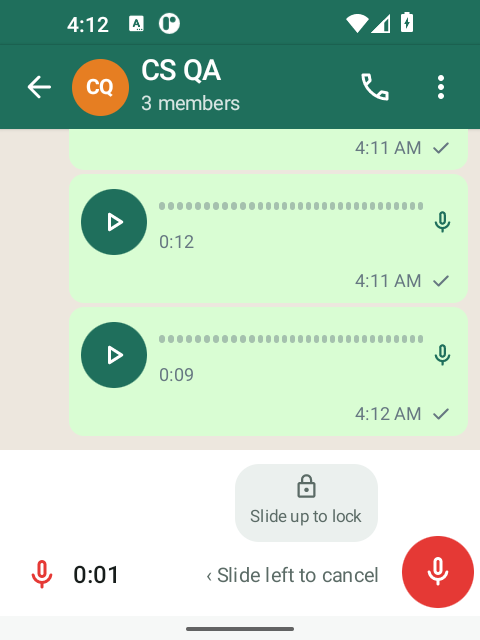 4:12
A
CQ
CS QA
3 members
4:11 AM
0:12
4:11 AM
0:09
4:12 AM
Slide up to lock
0:01
‹ Slide left to cancel